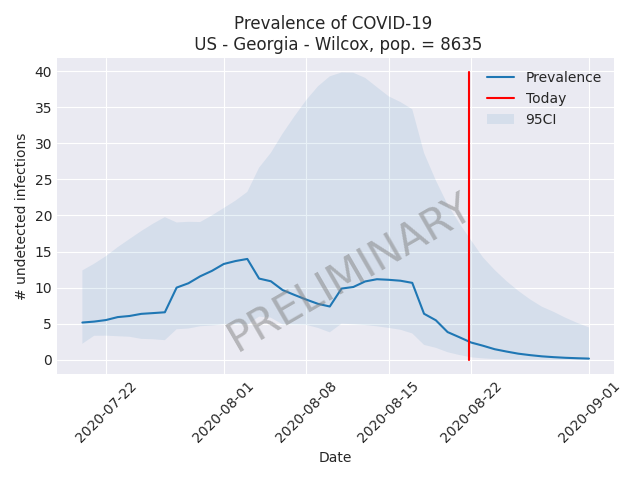 Prevalence of COVID-19
US - Georgia - Wilcox, pop. = 8635
# undetected infections
40
35
30
25
20
15
10
5
0
Prevalence
Today
95CI
PRELIMINARY
2020-07-22
2020-08-01
2020-08-08
2020-08-15
2020-08-22
2020-09-01
Date